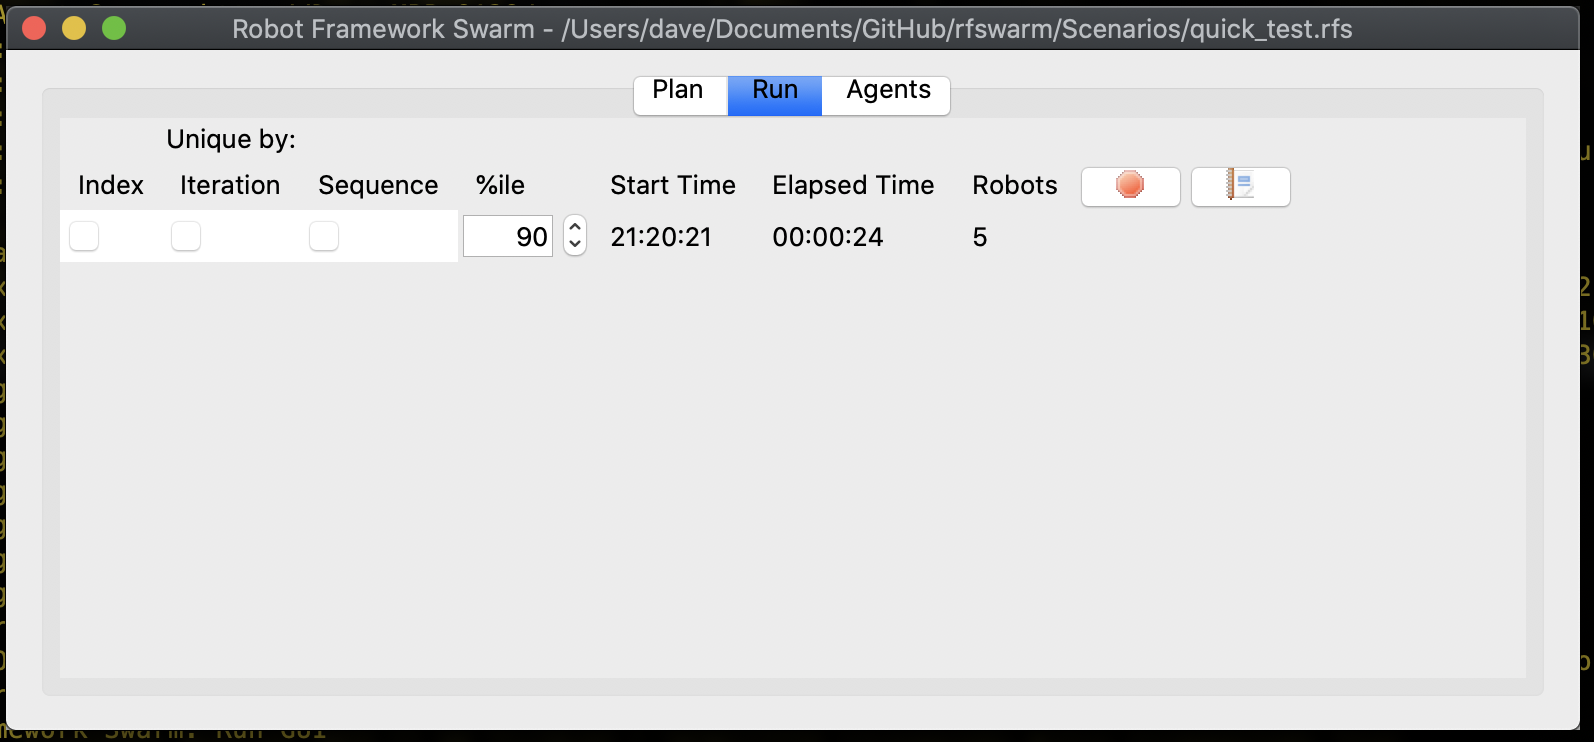 Robot Framework Swarm - /Users/dave/Documents/GitHub/rfswarm/Scenarios/quick_test.rfs
Plan Run Agents
Unique by:
Index Iteration Sequence %ile Start Time Elapsed Time Robots
90 21:20:21 00:00:24 5